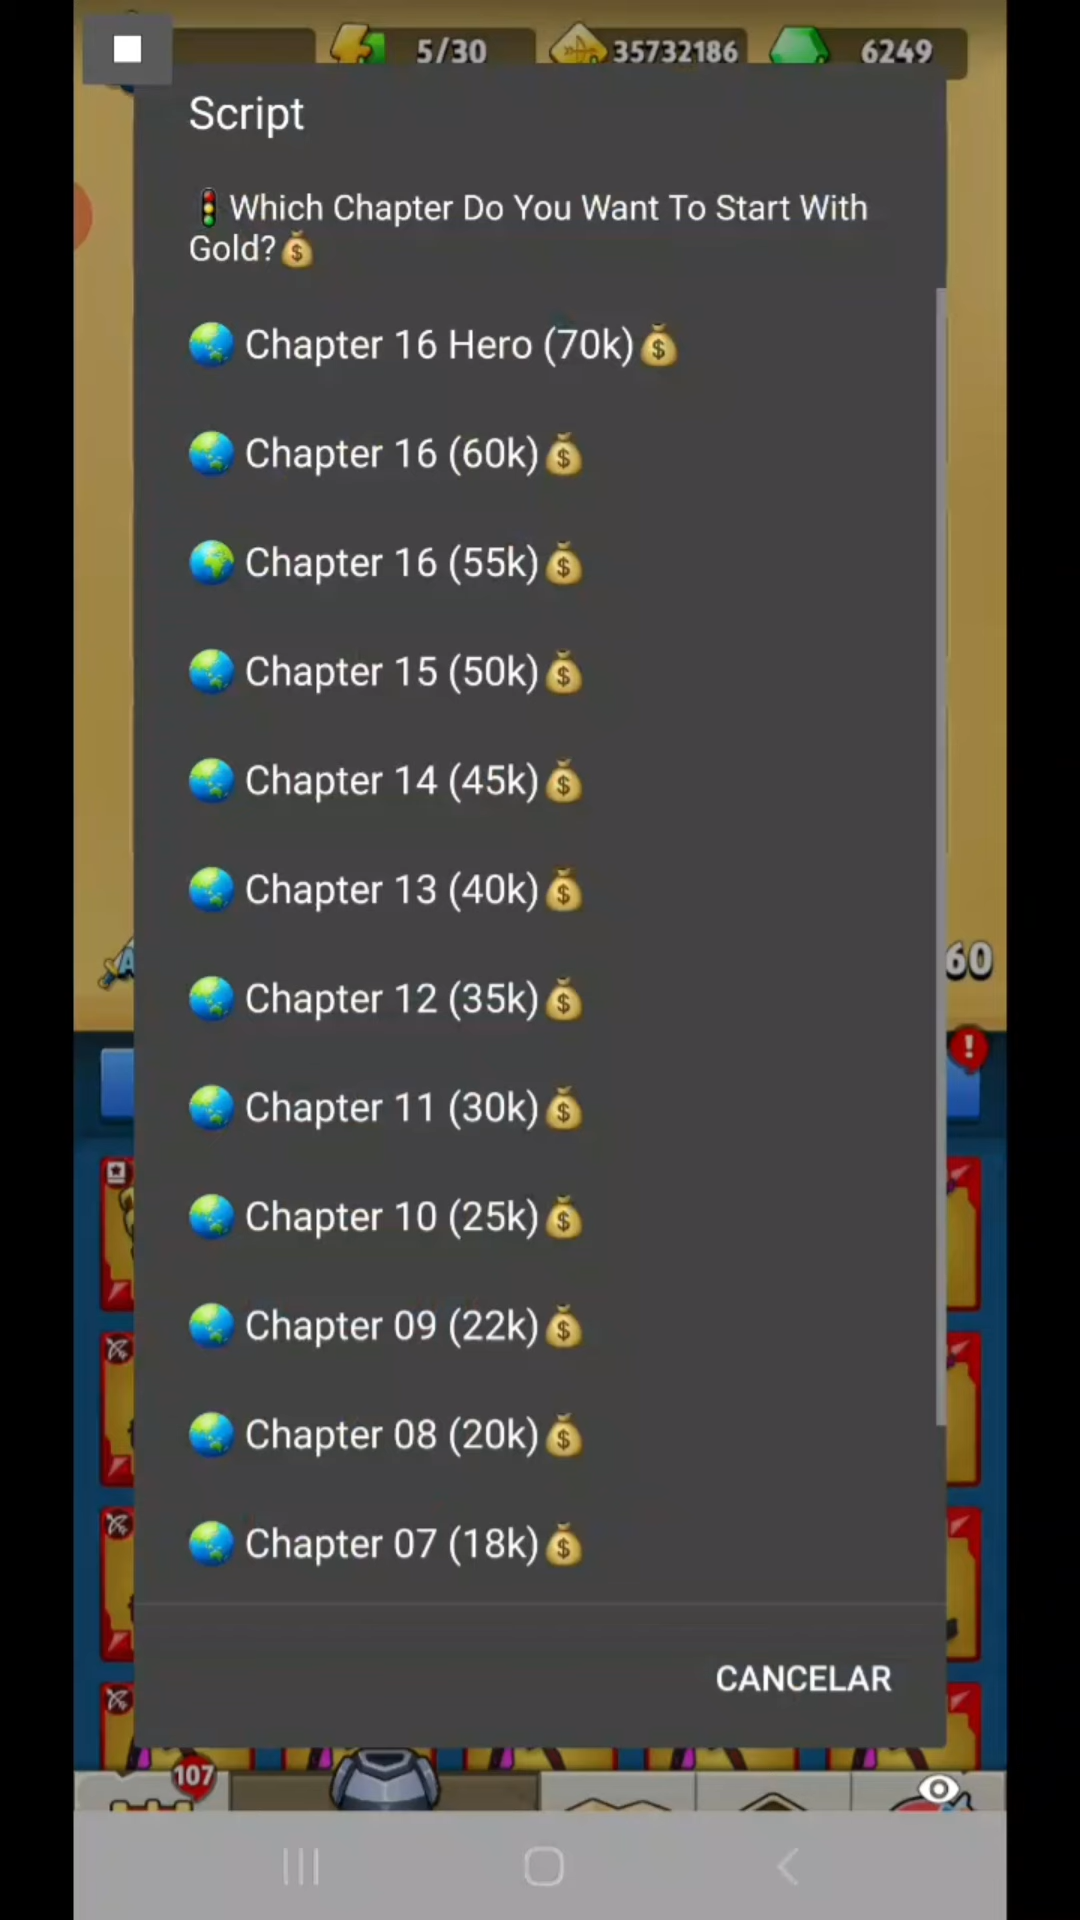 5/30
35732186
6249
Script
Which Chapter Do You Want To Start With
Gold?
Chapter 16 Hero (70k)
Chapter 16 (60k)
Chapter 16 (55k)
Chapter 15 (50k)
Chapter 14 (45k)
Chapter 13 (40k)
Chapter 12 (35k)
Chapter 11 (30k)
Chapter 10 (25k)
Chapter 09 (22k)
Chapter 08 (20k)
Chapter 07 (18k)
CANCELAR
A
60
!
107